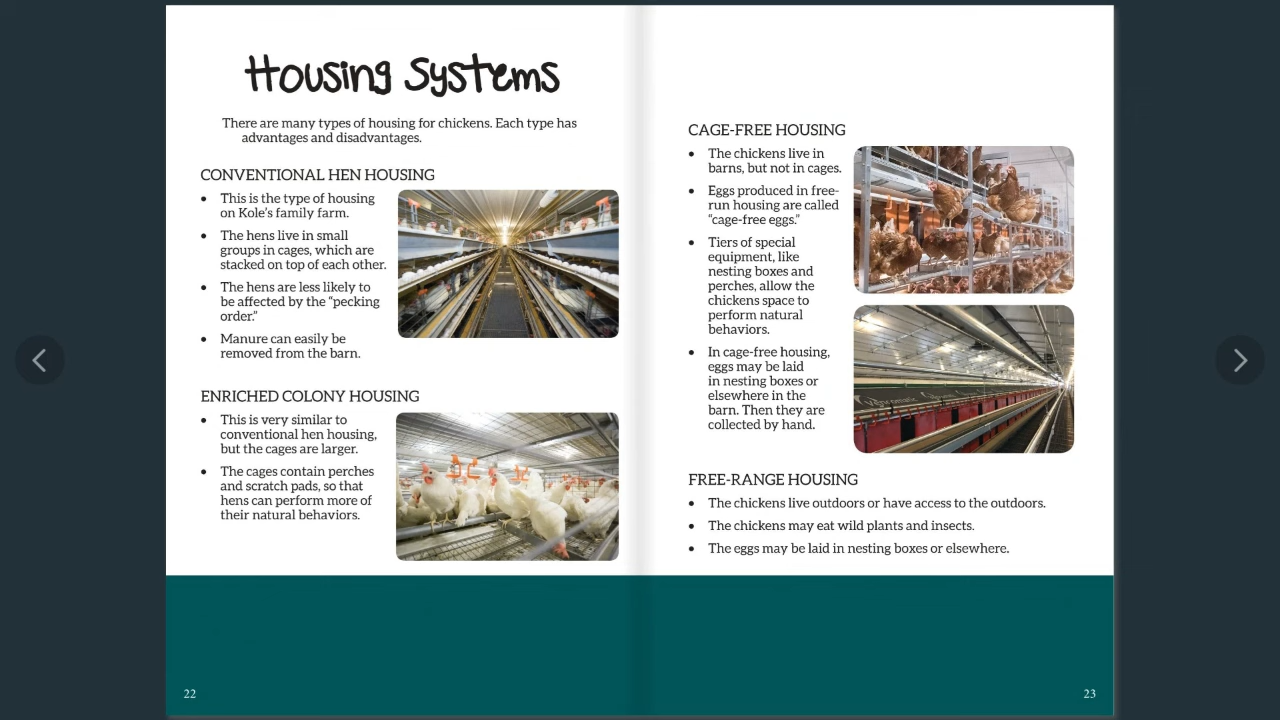 Housing Systems
There are many types of housing for chickens. Each type has
advantages and disadvantages.
CONVENTIONAL HEN HOUSING
• This is the type of housing
on Kole's family farm.
• The hens live in small
groups in cages, which are
stacked on top of each other.
• The hens are less likely to
be affected by the “pecking
order.”
• Manure can easily be
removed from the barn.
ENRICHED COLONY HOUSING
• This is very similar to
conventional hen housing,
but the cages are larger.
• The cages contain perches
and scratch pads, so that
hens can perform more of
their natural behaviors.
22
CAGE-FREE HOUSING
• The chickens live in
barns, but not in cages.
• Eggs produced in free-
run housing are called
“cage-free eggs.”
• Tiers of special
equipment, like
nesting boxes and
perches, allow the
chickens space to
perform natural
behaviors.
• In cage-free housing,
eggs may be laid
in nesting boxes or
elsewhere in the
barn. Then they are
collected by hand.
FREE-RANGE HOUSING
• The chickens live outdoors or have access to the outdoors.
• The chickens may eat wild plants and insects.
• The eggs may be laid in nesting boxes or elsewhere.
23